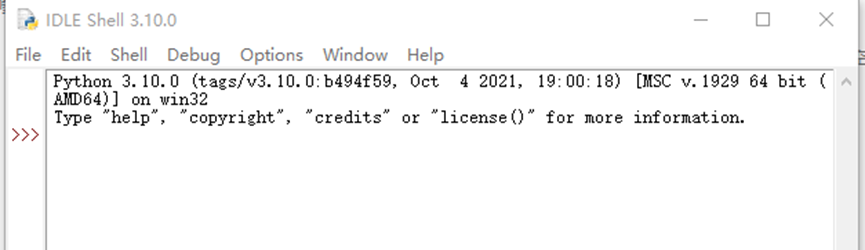 IDLE Shell 3.10.0
File Edit Shell Debug Options Window Help
Python 3.10.0 (tags/v3.10.0:b494f59, Oct  4 2021, 19:00:18) [MSC v.1929 64 bit (
AMD64)] on win32
Type "help", "copyright", "credits" or "license()" for more information.
>>>